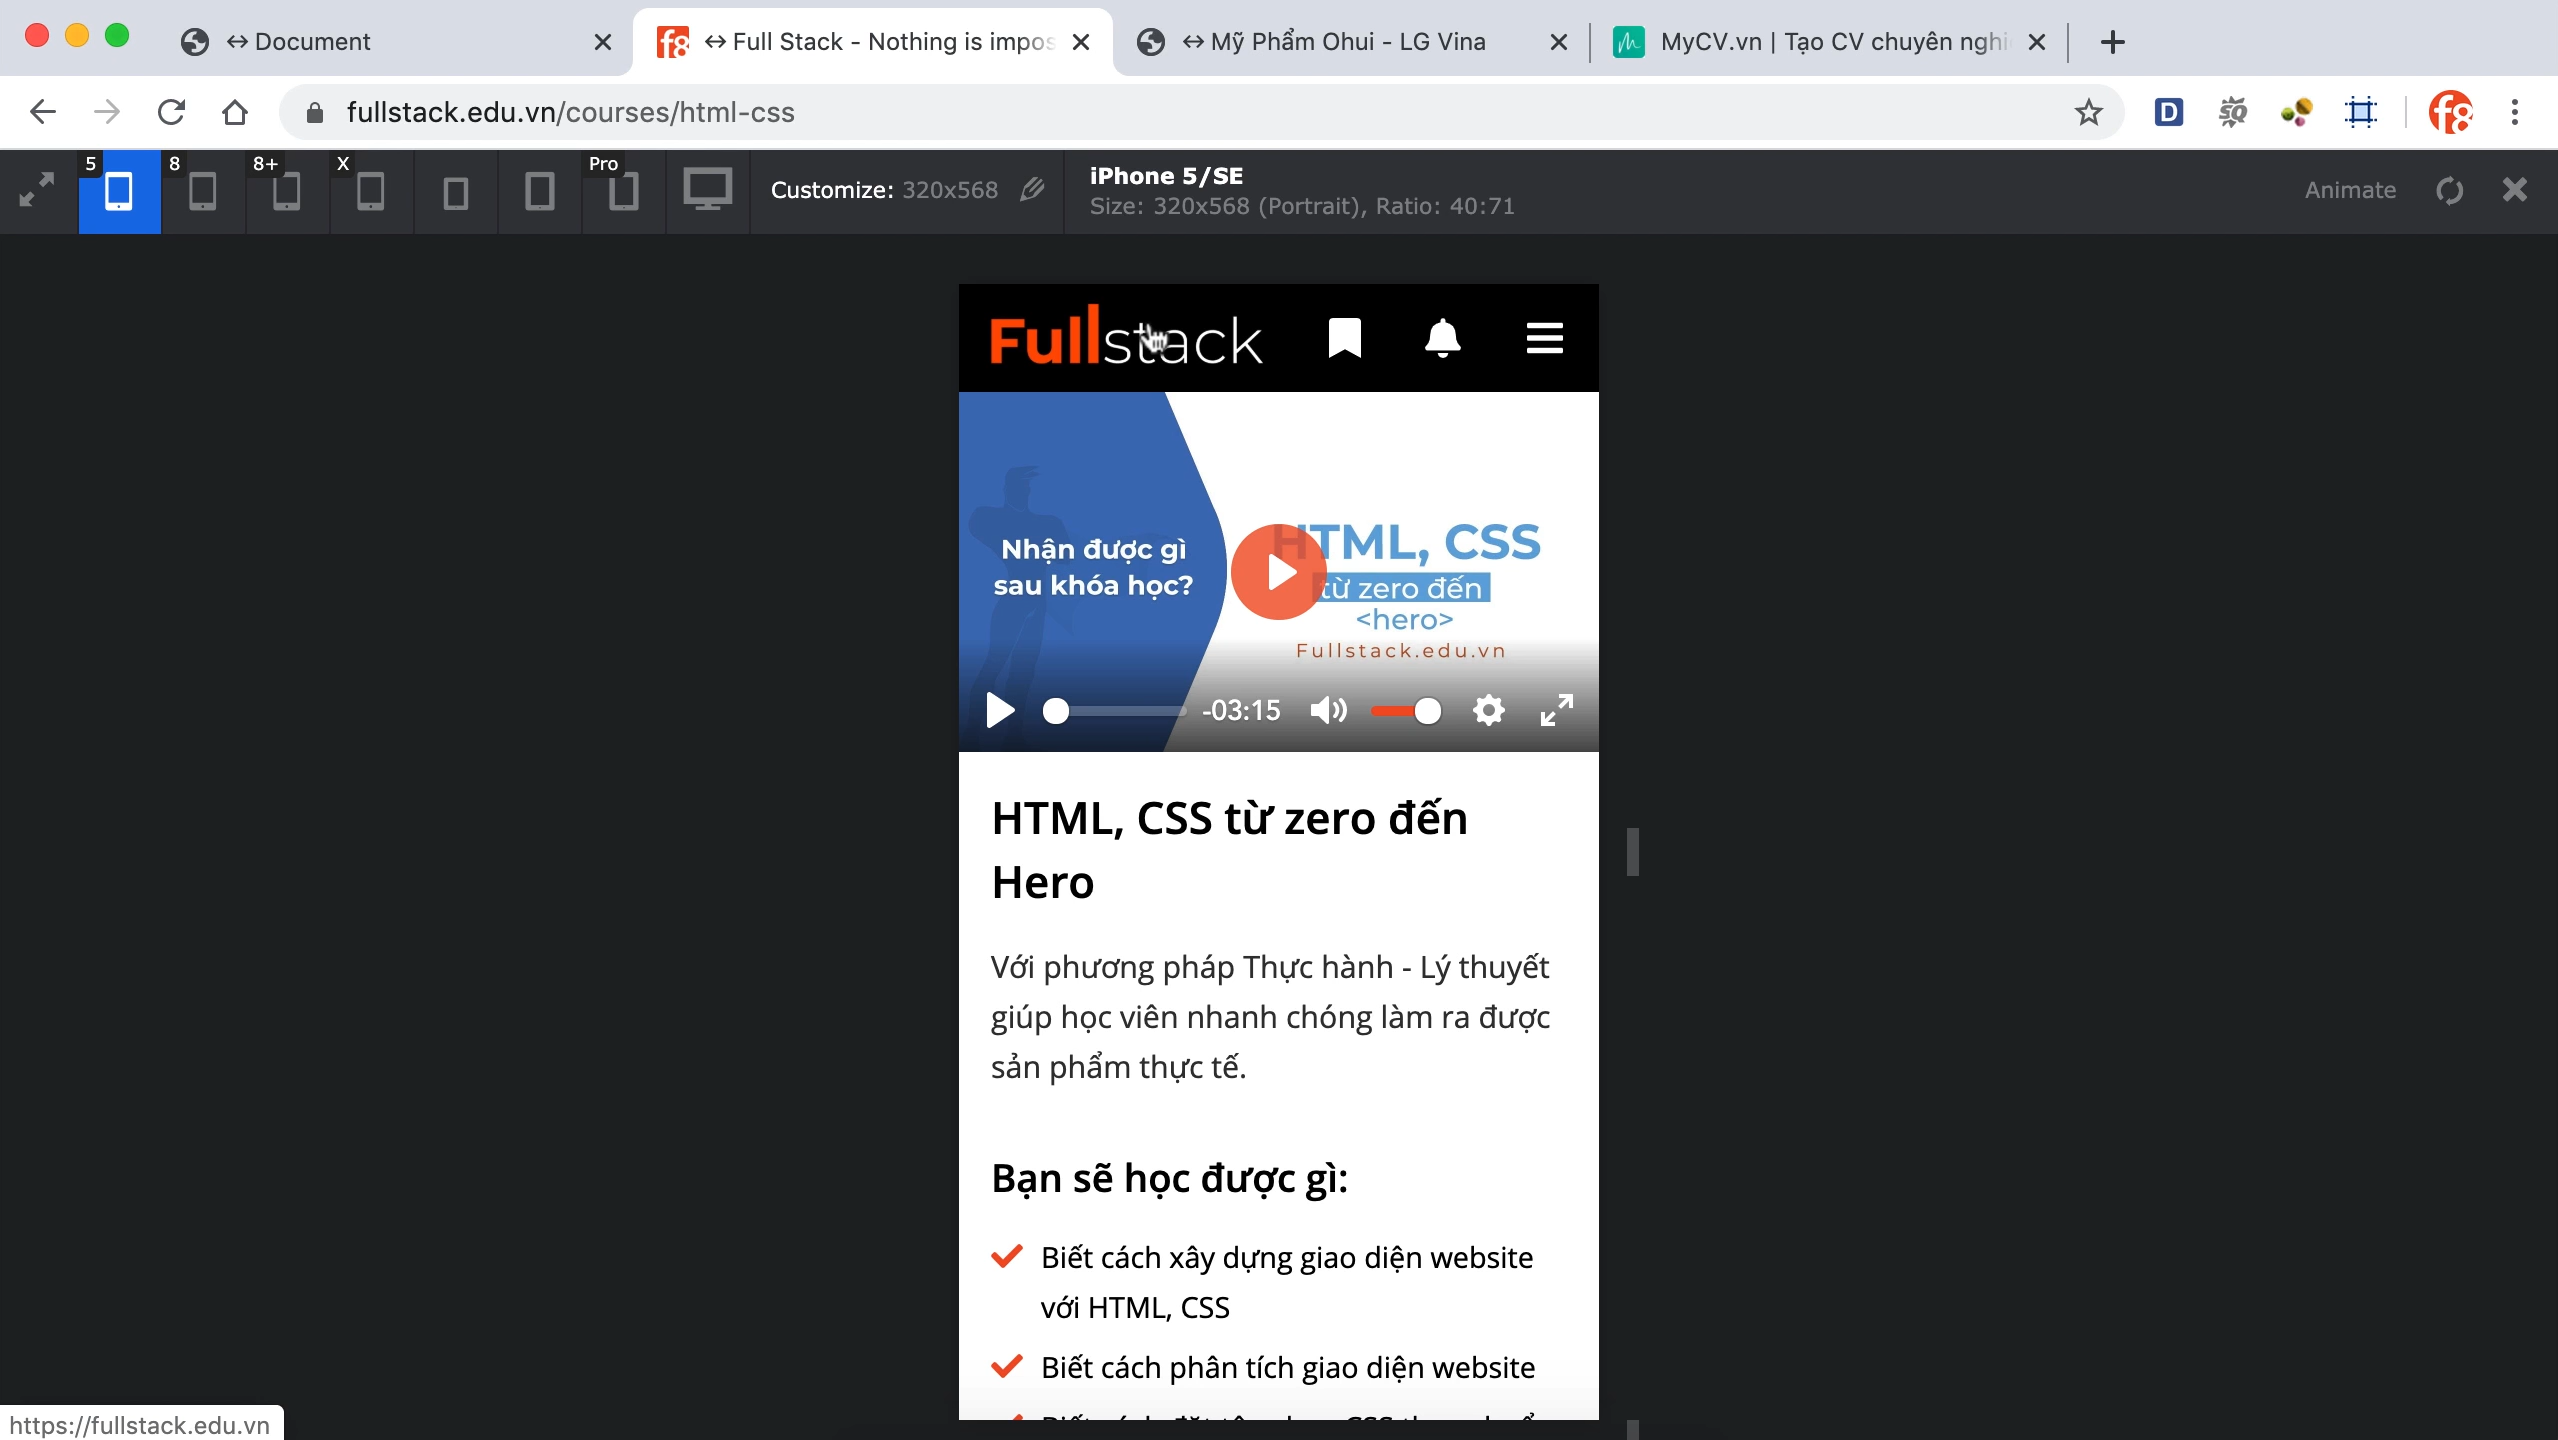 ↔ Document
↔ Full Stack - Nothing is impos
↔ Mỹ Phẩm Ohui - LG Vina
MyCV.vn | Tạo CV chuyên nghi
fullstack.edu.vn/courses/html-css
5
8
8+
X
Pro
Customize: 320x568
iPhone 5/SE
Size: 320x568 (Portrait), Ratio: 40:71
Animate
Fullstack
Nhận được gì
sau khóa học?
HTML, CSS
từ zero đến
<hero>
Fullstack.edu.vn
-03:15
HTML, CSS từ zero đến
Hero
Với phương pháp Thực hành - Lý thuyết
giúp học viên nhanh chóng làm ra được
sản phẩm thực tế.
Bạn sẽ học được gì:
Biết cách xây dựng giao diện website
với HTML, CSS
Biết cách phân tích giao diện website
https://fullstack.edu.vn